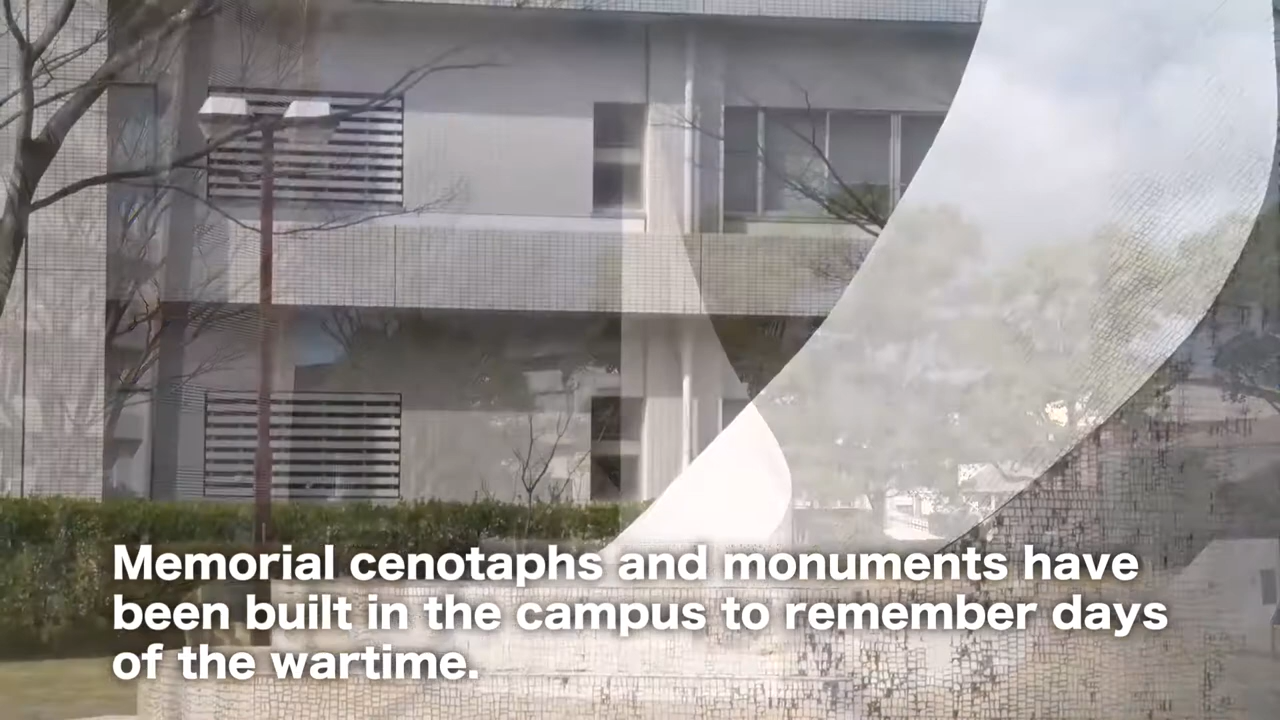 Memorial cenotaphs and monuments have
been built in the campus to remember days
of the wartime.